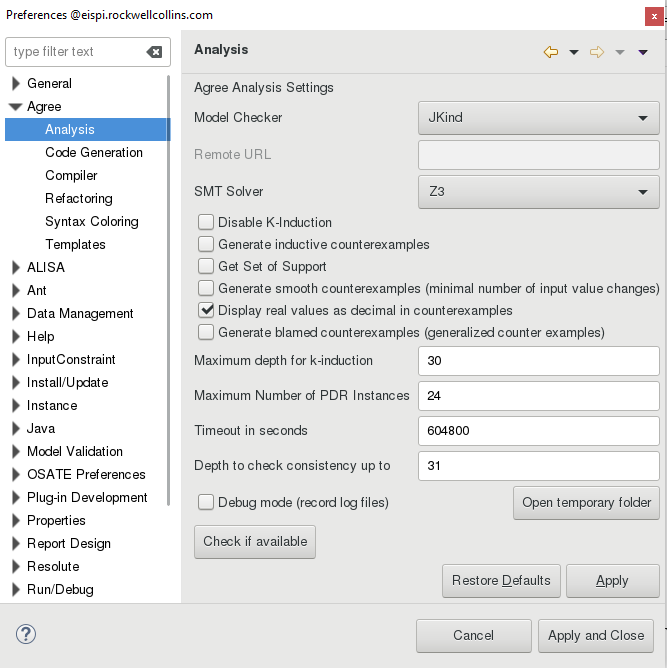 Preferences @eispi.rockwellcollins.com
x
type filter text
General
Agree
Analysis
Code Generation
Compiler
Refactoring
Syntax Coloring
Templates
ALISA
Ant
Data Management
Help
InputConstraint
Install/Update
Instance
Java
Model Validation
OSATE Preferences
Plug-in Development
Properties
Report Design
Resolute
Run/Debug
Analysis
Agree Analysis Settings
Model Checker JKind
Remote URL
SMT Solver Z3
Disable K-Induction
Generate inductive counterexamples
Get Set of Support
Generate smooth counterexamples (minimal number of input value changes)
Display real values as decimal in counterexamples
Generate blamed counterexamples (generalized counter examples)
Maximum depth for k-induction 30
Maximum Number of PDR Instances 24
Timeout in seconds 604800
Depth to check consistency up to 31
Debug mode (record log files) Open temporary folder
Check if available
Restore Defaults Apply
? Cancel Apply and Close